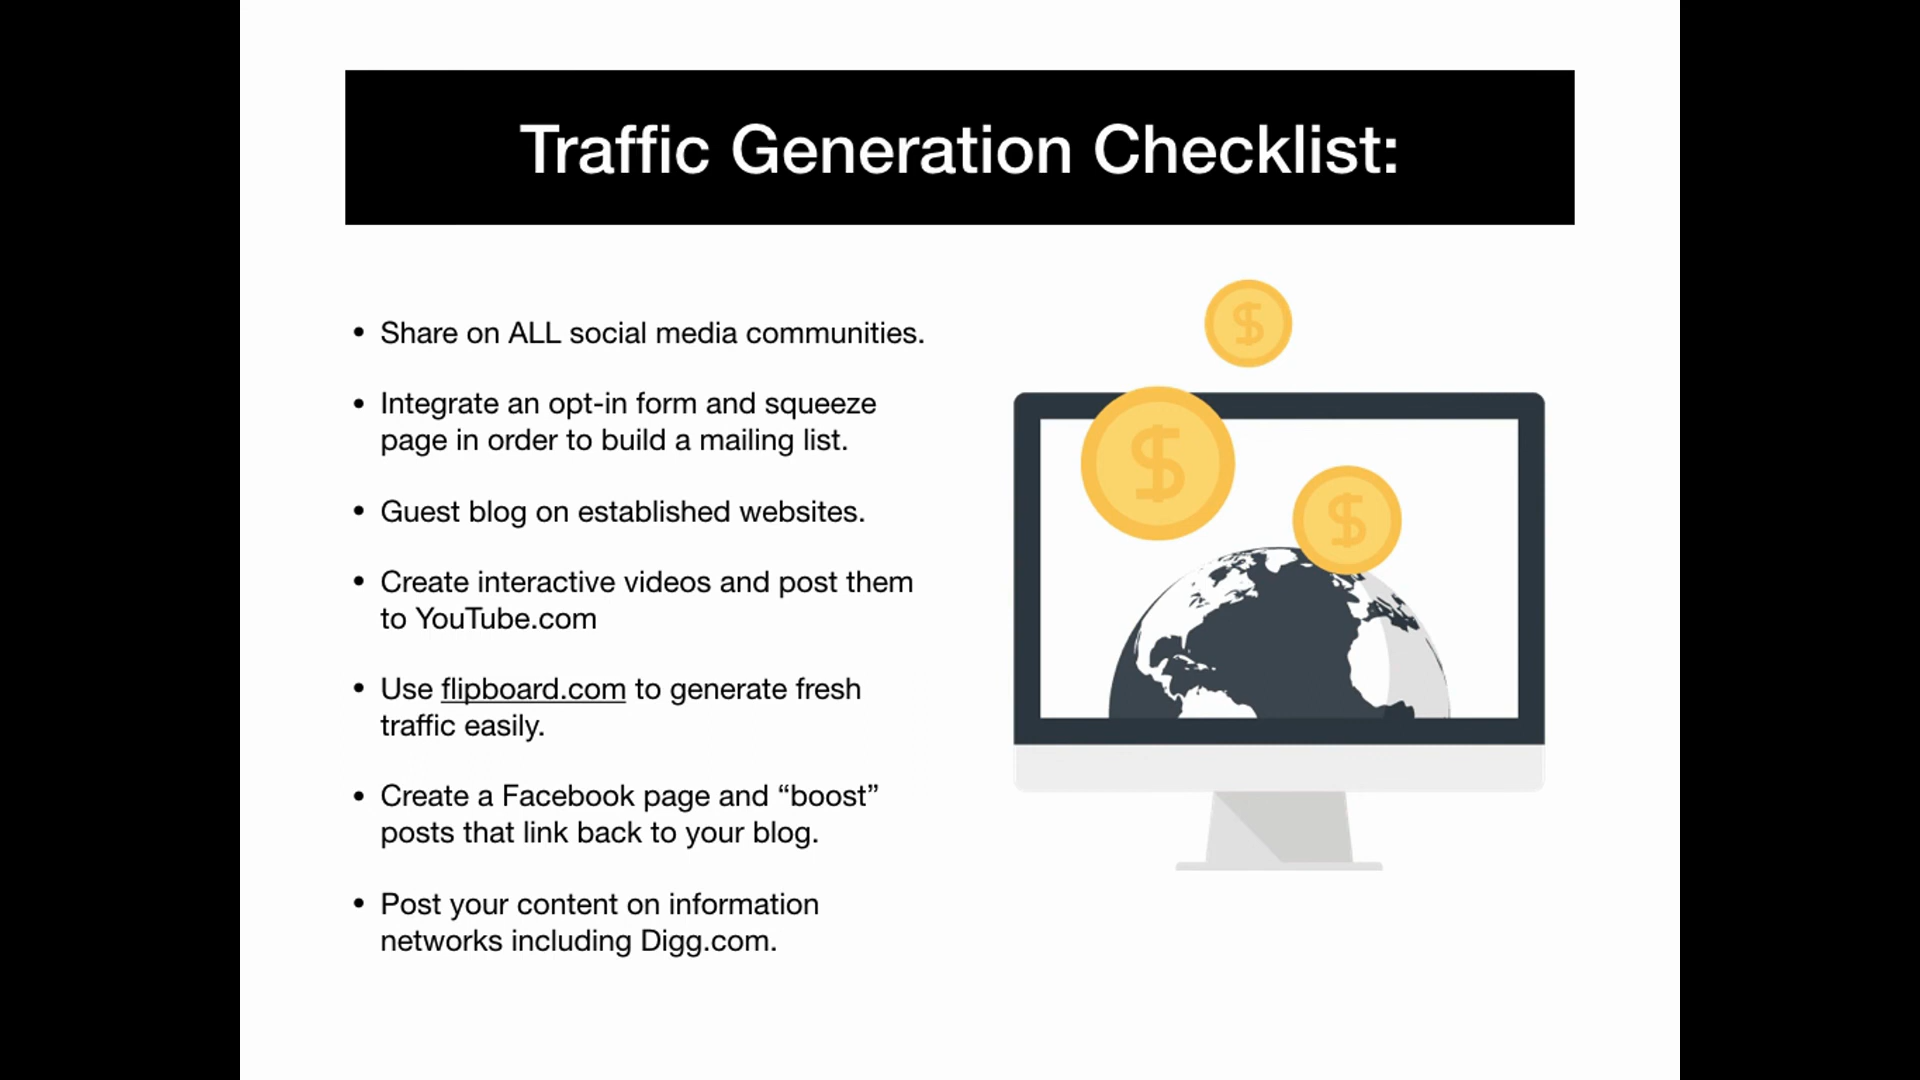 Traffic Generation Checklist:
• Share on ALL social media communities.
• Integrate an opt-in form and squeeze
page in order to build a mailing list.
• Guest blog on established websites.
• Create interactive videos and post them
to YouTube.com
• Use flipboard.com to generate fresh
traffic easily.
• Create a Facebook page and “boost”
posts that link back to your blog.
• Post your content on information
networks including Digg.com.
$
$
$